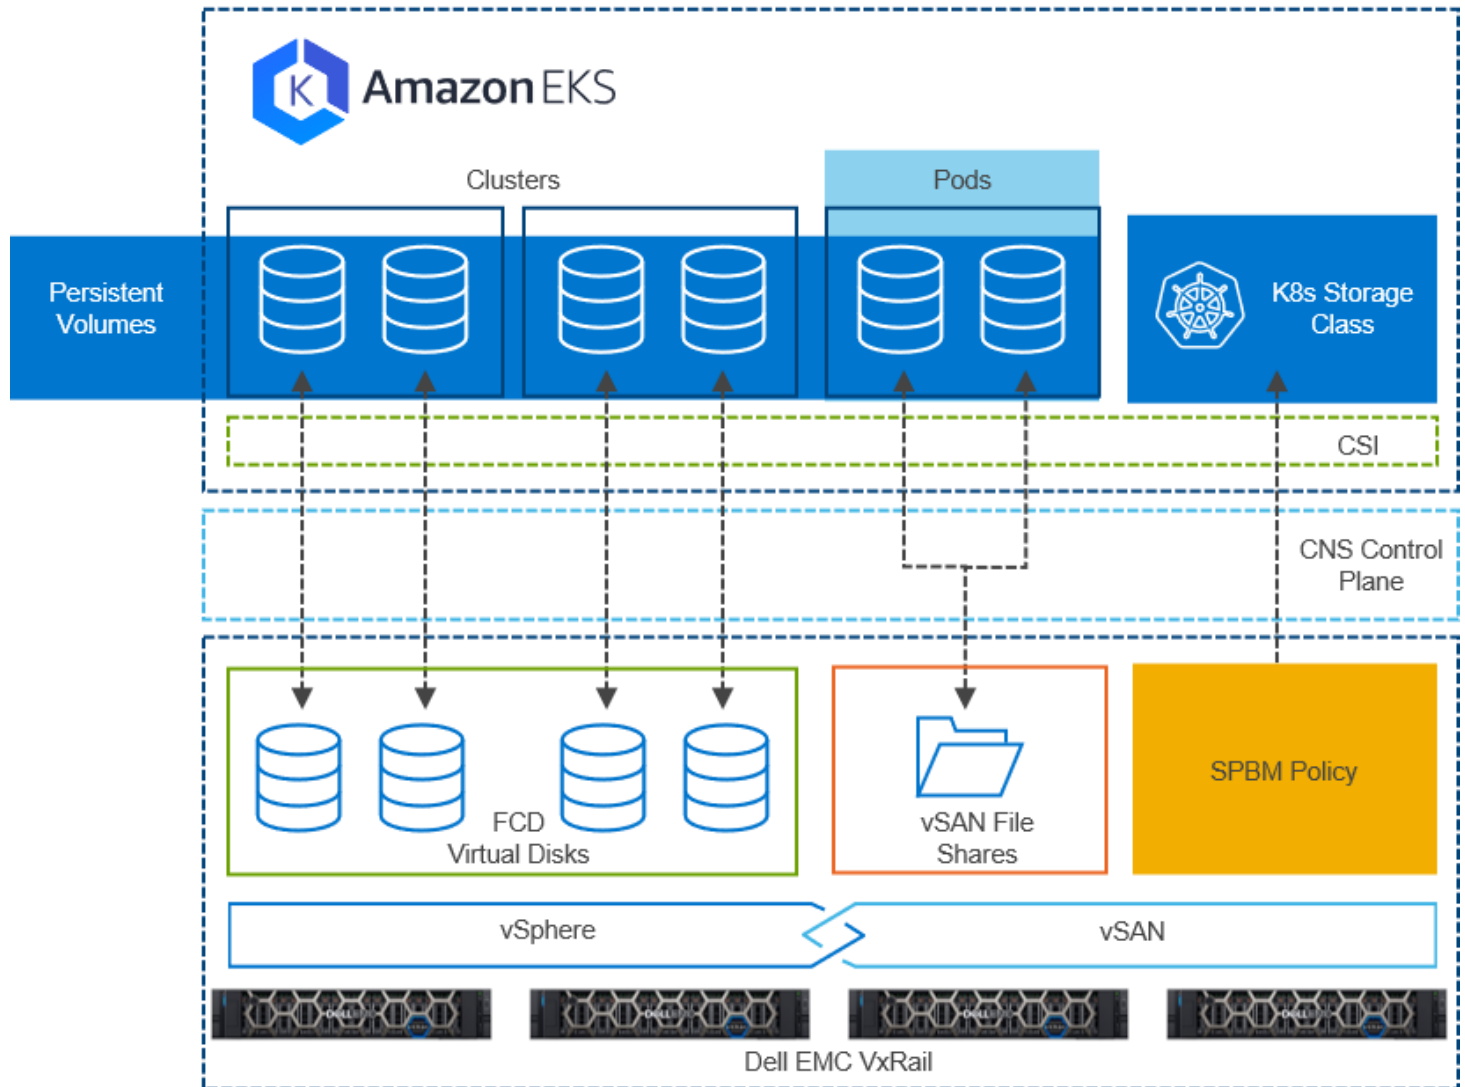 K
Amazon EKS
Clusters
Pods
Persistent
Volumes
K8s Storage
Class
CSI
CNS Control
Plane
FCD
Virtual Disks
vSAN File
Shares
SPBM Policy
vSphere
vSAN
Dell EMC VxRail